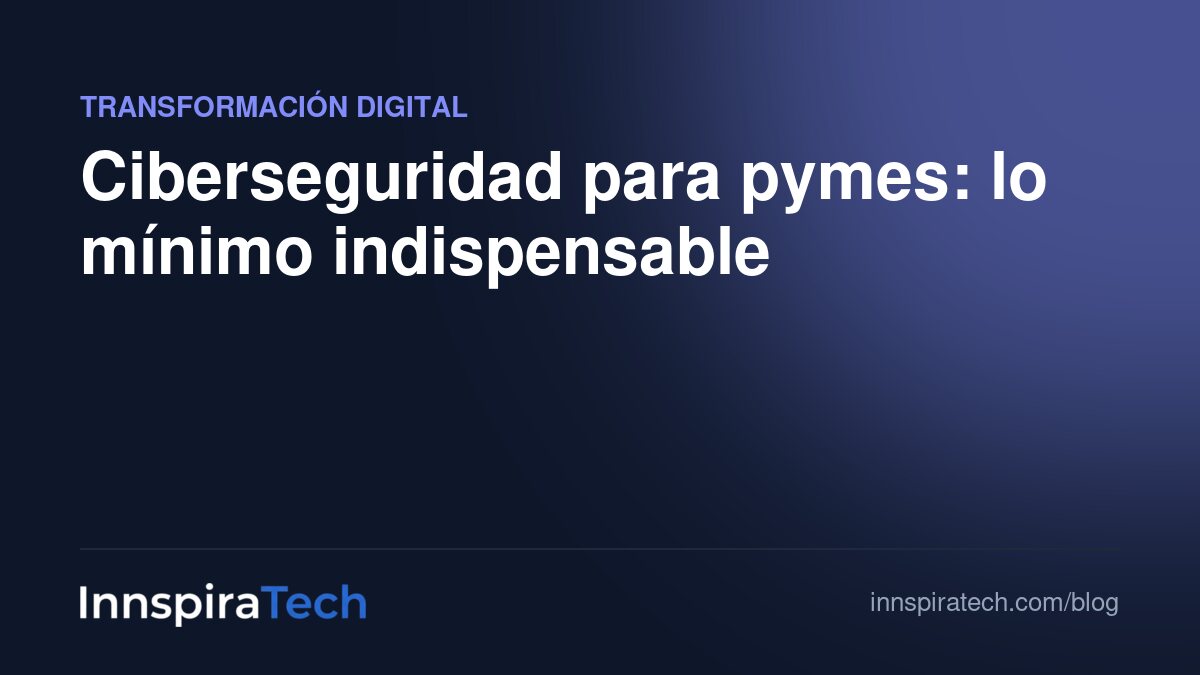 TRANSFORMACIÓN DIGITAL
Ciberseguridad para pymes: lo
mínimo indispensable
InnspiraTech
innspiratech.com/blog